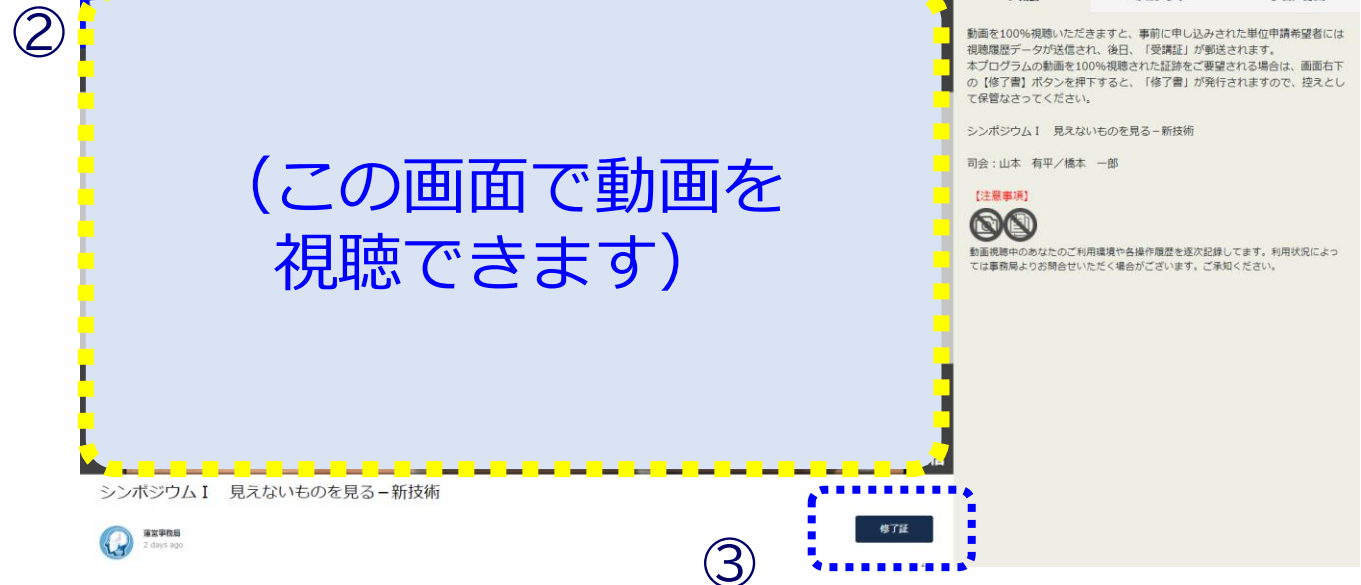 ②
（この画面で動画を
視聴できます）
動画を100%視聴いただきますと、事前に申し込みされた単位申請希望者には
視聴履歴データが送信され、後日、「受講証」が郵送されます。
本プログラムの動画を100%視聴された証跡をご要望される場合は、画面右下
の【修了書】ボタンを押下すると、「修了書」が発行されますので、控えとし
て保管なさってください。
シンポジウムⅠ　見えないものを見る－新技術
司会：山本　有平／橋本　一郎
【注意事項】
動画視聴中のあなたのご利用環境や各操作履歴を逐次記録してます。利用状況によっ
ては事務局よりお問合せいただく場合がございます。ご承知ください。
シンポジウムⅠ　見えないものを見る－新技術
運営事務局
2 days ago
修了証
③